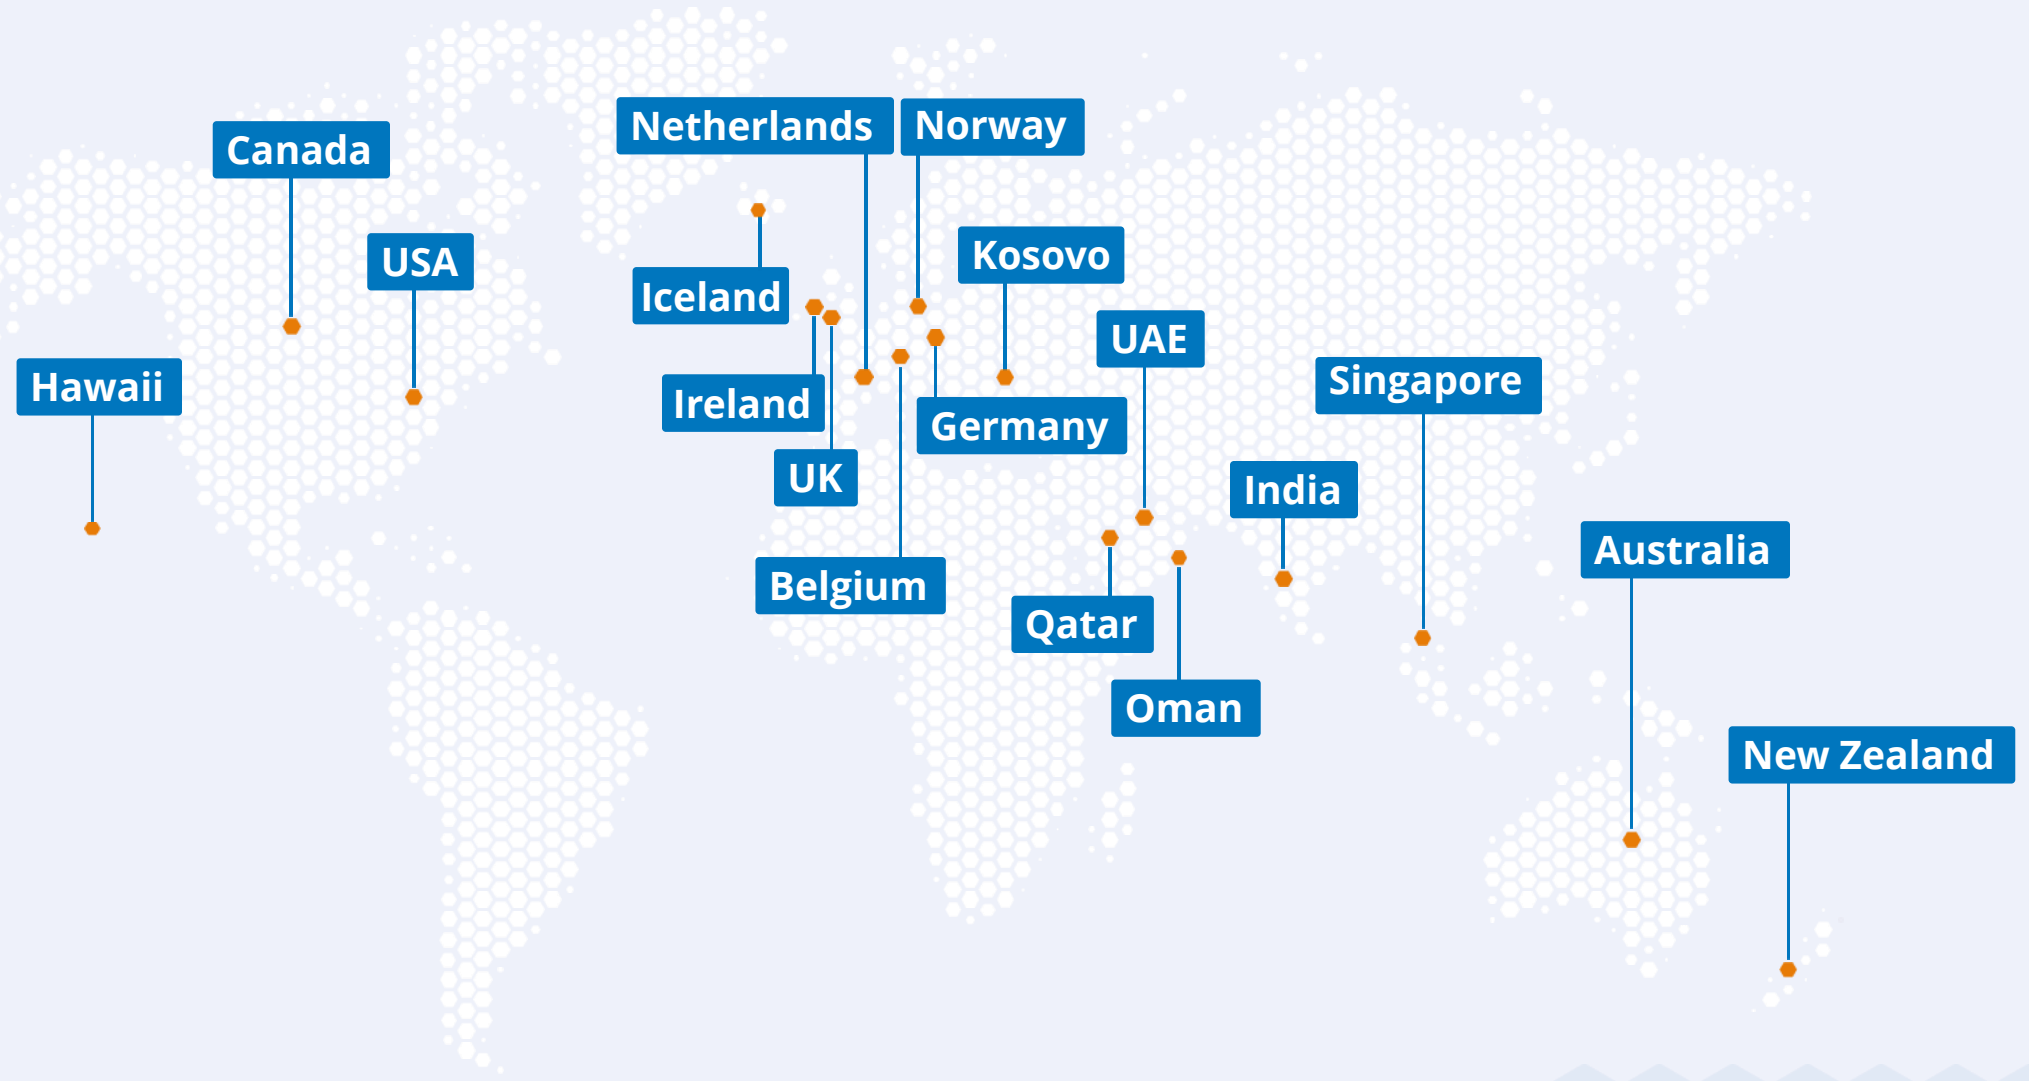 Netherlands
Norway
Canada
Kosovo
USA
Iceland
UAE
Hawaii
Singapore
Ireland
Germany
UK
India
Australia
Belgium
Qatar
Oman
New Zealand